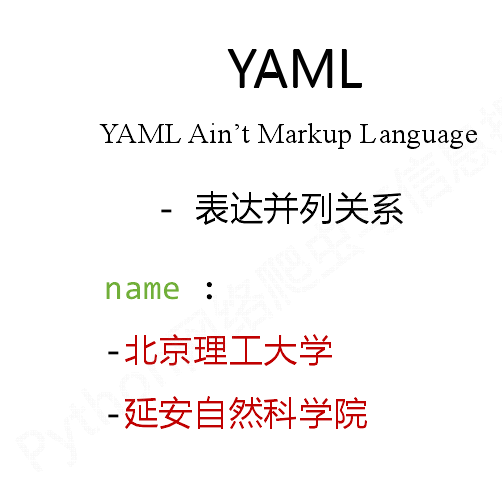 YAML
YAML Ain’t Markup Language
- 表达并列关系
name :
-北京理工大学
-延安自然科学院